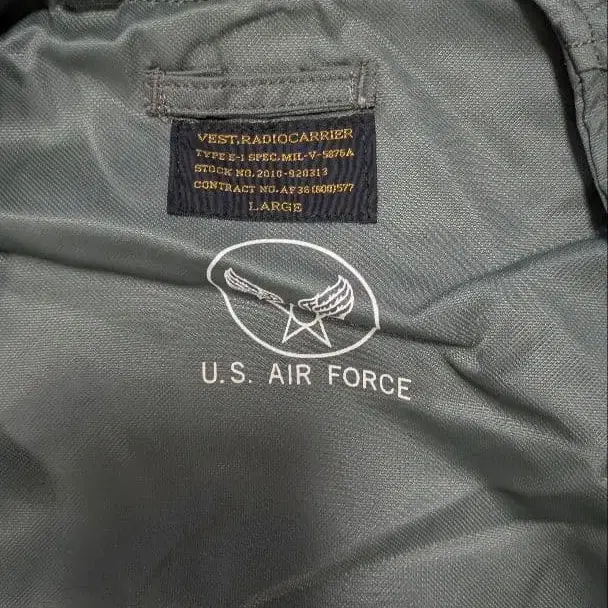 VEST,RADIOCARRIER
TYPE E-1 SPEC.MIL-V-5876A
STOCK NO. 2010-920313
CONTRACT NO. AF36(600)577
LARGE
U.S. AIR FORCE